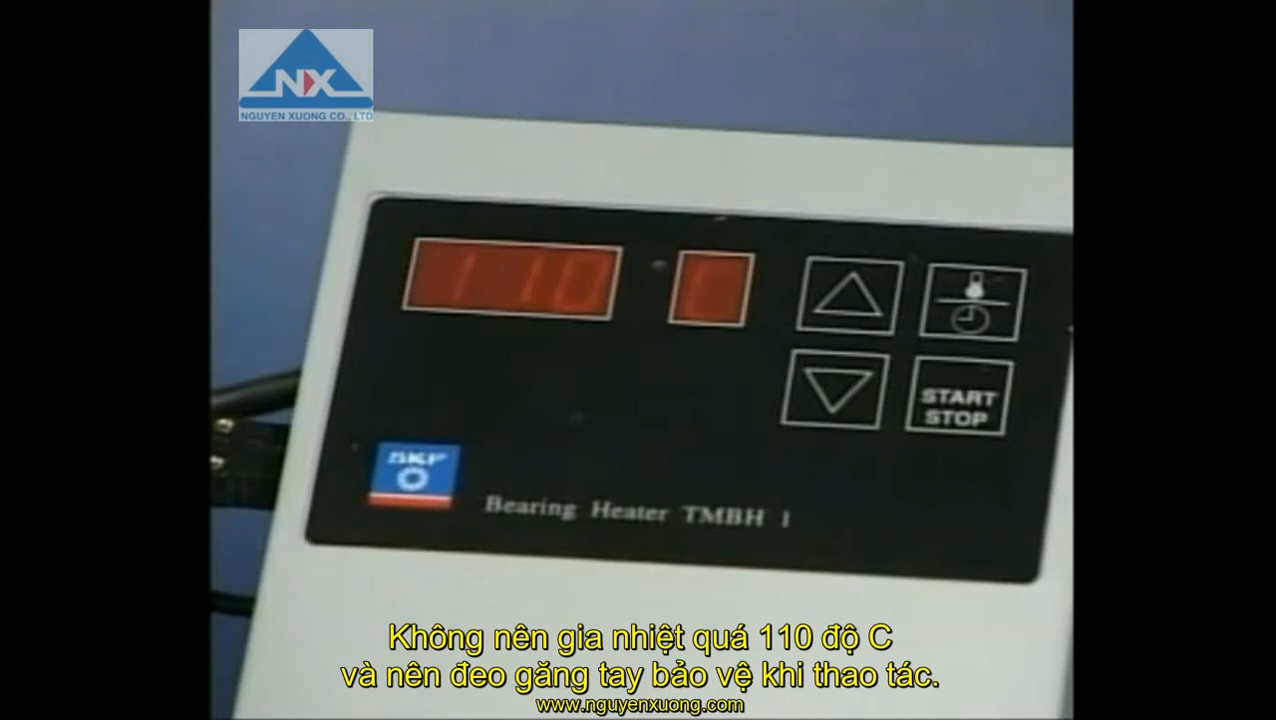 NX
NGUYEN XUONG CO., LTD
110 C
START
STOP
SKF
Bearing Heater TMBH 1
Không nên gia nhiệt quá 110 độ C
và nên đeo găng tay bảo vệ khi thao tác.
www.nguyenxuong.com